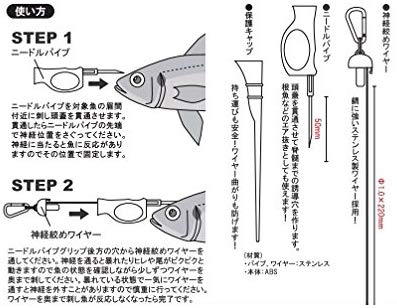 使い方
STEP 1
ニードルパイプ
ニードルパイプを対象魚の眉間
付近に刺し頭蓋を貫通させます。
貫通したらニードルパイプの先端
で神経位置をさぐってください。
神経に当たると魚に反応があり
ますのでその位置で固定します。
STEP 2
神経絞めワイヤー
ニードルパイプグリップ後方の穴から神経絞めワイヤーを
通してください。神経を通ると暴れたりヒレや尾がピクピクと
動きますので魚の状態を確認しながら少しずつワイヤーを
奥まで刺してください。暴れている状態で一気にワイヤーを
通すと折れ曲がることがありますので慎重に行ってください。
ワイヤーを奥まで刺し魚が反応しなくなったら完了です。
●保護キャップ
持ち運びも安全！ワイヤー曲がりも防げます！
●ニードルパイプ
頭蓋を貫通させて脊髄までの誘導穴を作ります。
根魚などのエア抜きとしても使えます！
50mm
●神経絞めワイヤー
錆に強いステンレス製ワイヤー採用！
Φ1.0×220mm
〈材質〉
・パイプ、ワイヤー：ステンレス
・本体：ABS